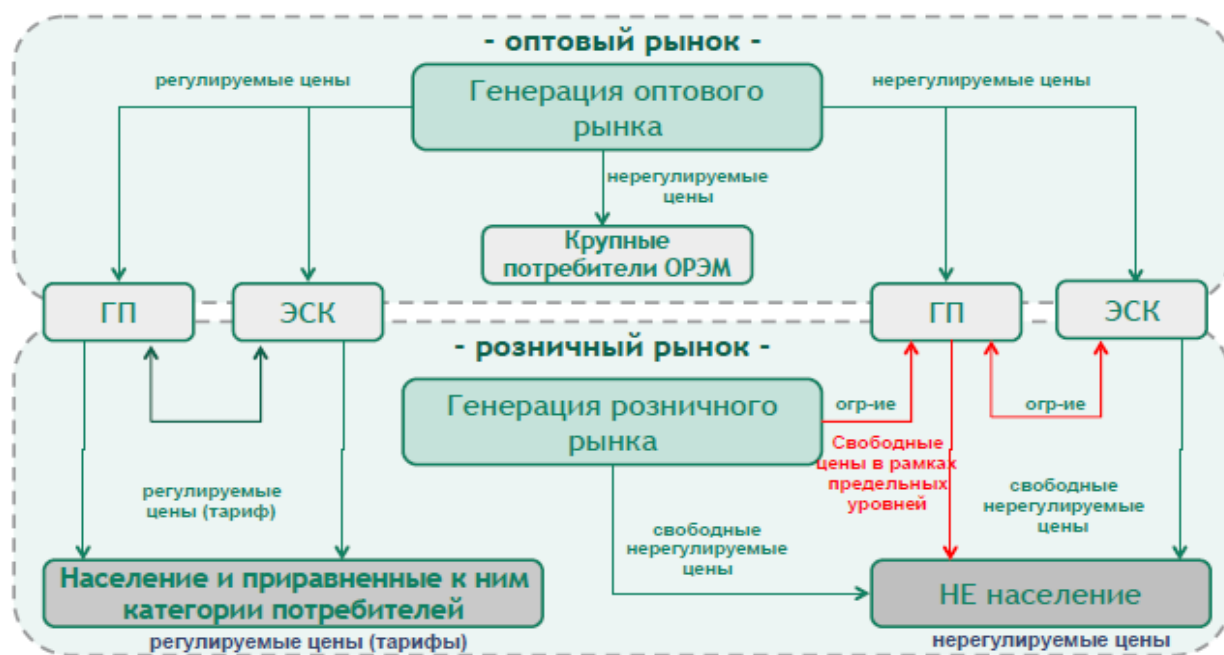 - оптовый рынок -
регулируемые цены
Генерация оптового
рынка
нерегулируемые цены
нерегулируемые
цены
Крупные
потребители ОРЭМ
ГП
ЭСК
ГП
ЭСК
- розничный рынок -
Генерация розничного
рынка
огр-ие
огр-ие
Свободные
цены в рамках
предельных
уровней
регулируемые
цены (тариф)
свободные
нерегулируемые
цены
свободные
нерегулируемые
цены
Население и приравненные к ним
категории потребителей
НЕ население
регулируемые цены (тарифы)
нерегулируемые цены